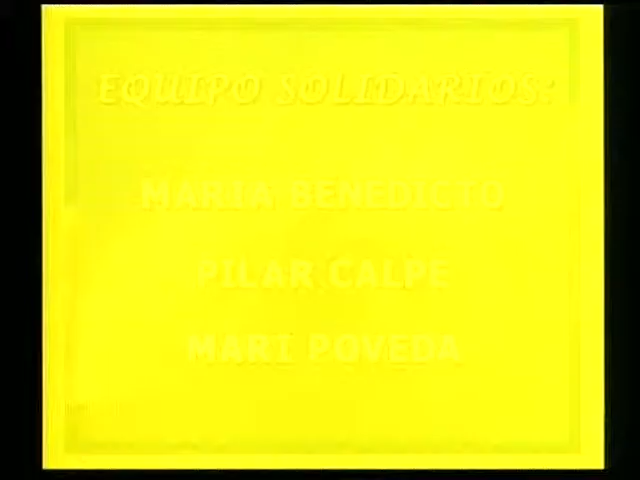 EQUIPO SOLIDARIOS:
MARIA BENEDICTO
PILAR CALPE
MARI POVEDA